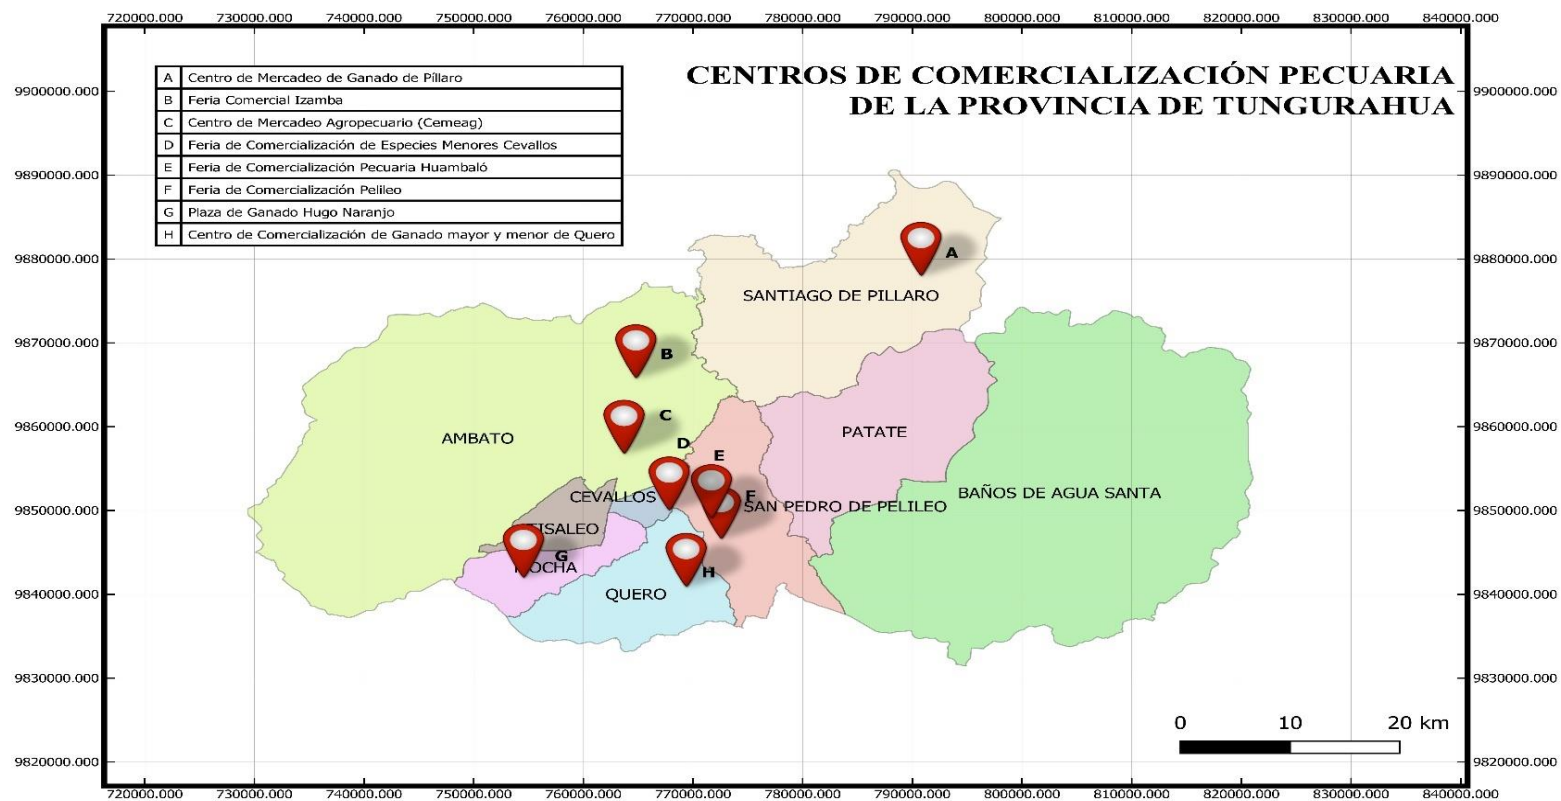 720000.000 730000.000 740000.000 750000.000 760000.000 770000.000 780000.000 790000.000 800000.000 810000.000 820000.000 830000.000 840000.000
CENTROS DE COMERCIALIZACIÓN PECUARIA
DE LA PROVINCIA DE TUNGURAHUA
A Centro de Mercadeo de Ganado de Píllaro
B Feria Comercial Izamba
C Centro de Mercadeo Agropecuario (Cemeag)
D Feria de Comercialización de Especies Menores Cevallos
E Feria de Comercialización Pecuaria Huambaló
F Feria de Comercialización Pelileo
G Plaza de Ganado Hugo Naranjo
H Centro de Comercialización de Ganado mayor y menor de Quero
9900000.000 9900000.000
9890000.000 9890000.000
9880000.000 9880000.000
9870000.000 9870000.000
9860000.000 9860000.000
9850000.000 9850000.000
9840000.000 9840000.000
9830000.000 9830000.000
9820000.000 9820000.000
A
SANTIAGO DE PILLARO
B
C
AMBATO
PATATE
D
E
F
CEVALLOS
BAÑOS DE AGUA SANTA
SAN PEDRO DE PELILEO
TISALEO
G
MOCHA
H
QUERO
0 10 20 km
720000.000 730000.000 740000.000 750000.000 760000.000 770000.000 780000.000 790000.000 800000.000 810000.000 820000.000 830000.000 840000.000